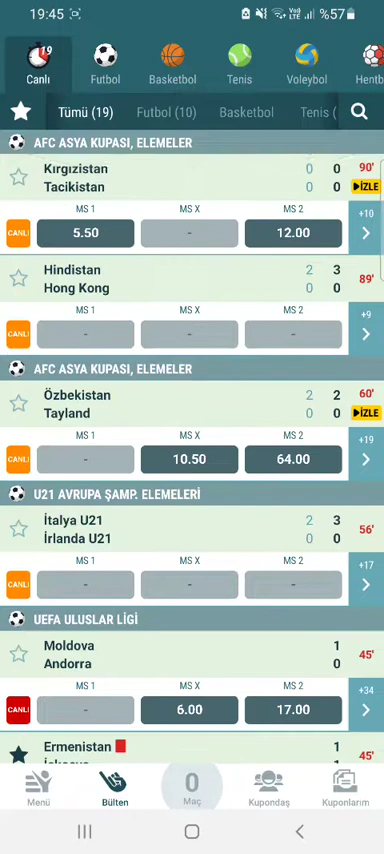 19:45 VoD LTE %57
19
Canlı Futbol Basketbol Tenis Voleybol Hentb
Tümü (19) Futbol (10) Basketbol Tenis (
AFC ASYA KUPASI, ELEMELER
Kırgızistan 0 0 90'
Tacikistan 0 0 İZLE
MS 1 MS X MS 2 +10
CANLI 5.50 - 12.00
Hindistan 2 3 89'
Hong Kong 0 0
MS 1 MS X MS 2 +9
CANLI - - -
AFC ASYA KUPASI, ELEMELER
Özbekistan 2 2 60'
Tayland 0 0 İZLE
MS 1 MS X MS 2 +19
CANLI - 10.50 64.00
U21 AVRUPA ŞAMP. ELEMELERİ
İtalya U21 2 3 56'
İrlanda U21 0 0
MS 1 MS X MS 2 +17
CANLI - - -
UEFA ULUSLAR LİGİ
Moldova 1 45'
Andorra 0
MS 1 MS X MS 2 +34
CANLI - 6.00 17.00
Ermenistan 1 45'
0
Menü Bülten Maç Kupondaş Kuponlarım